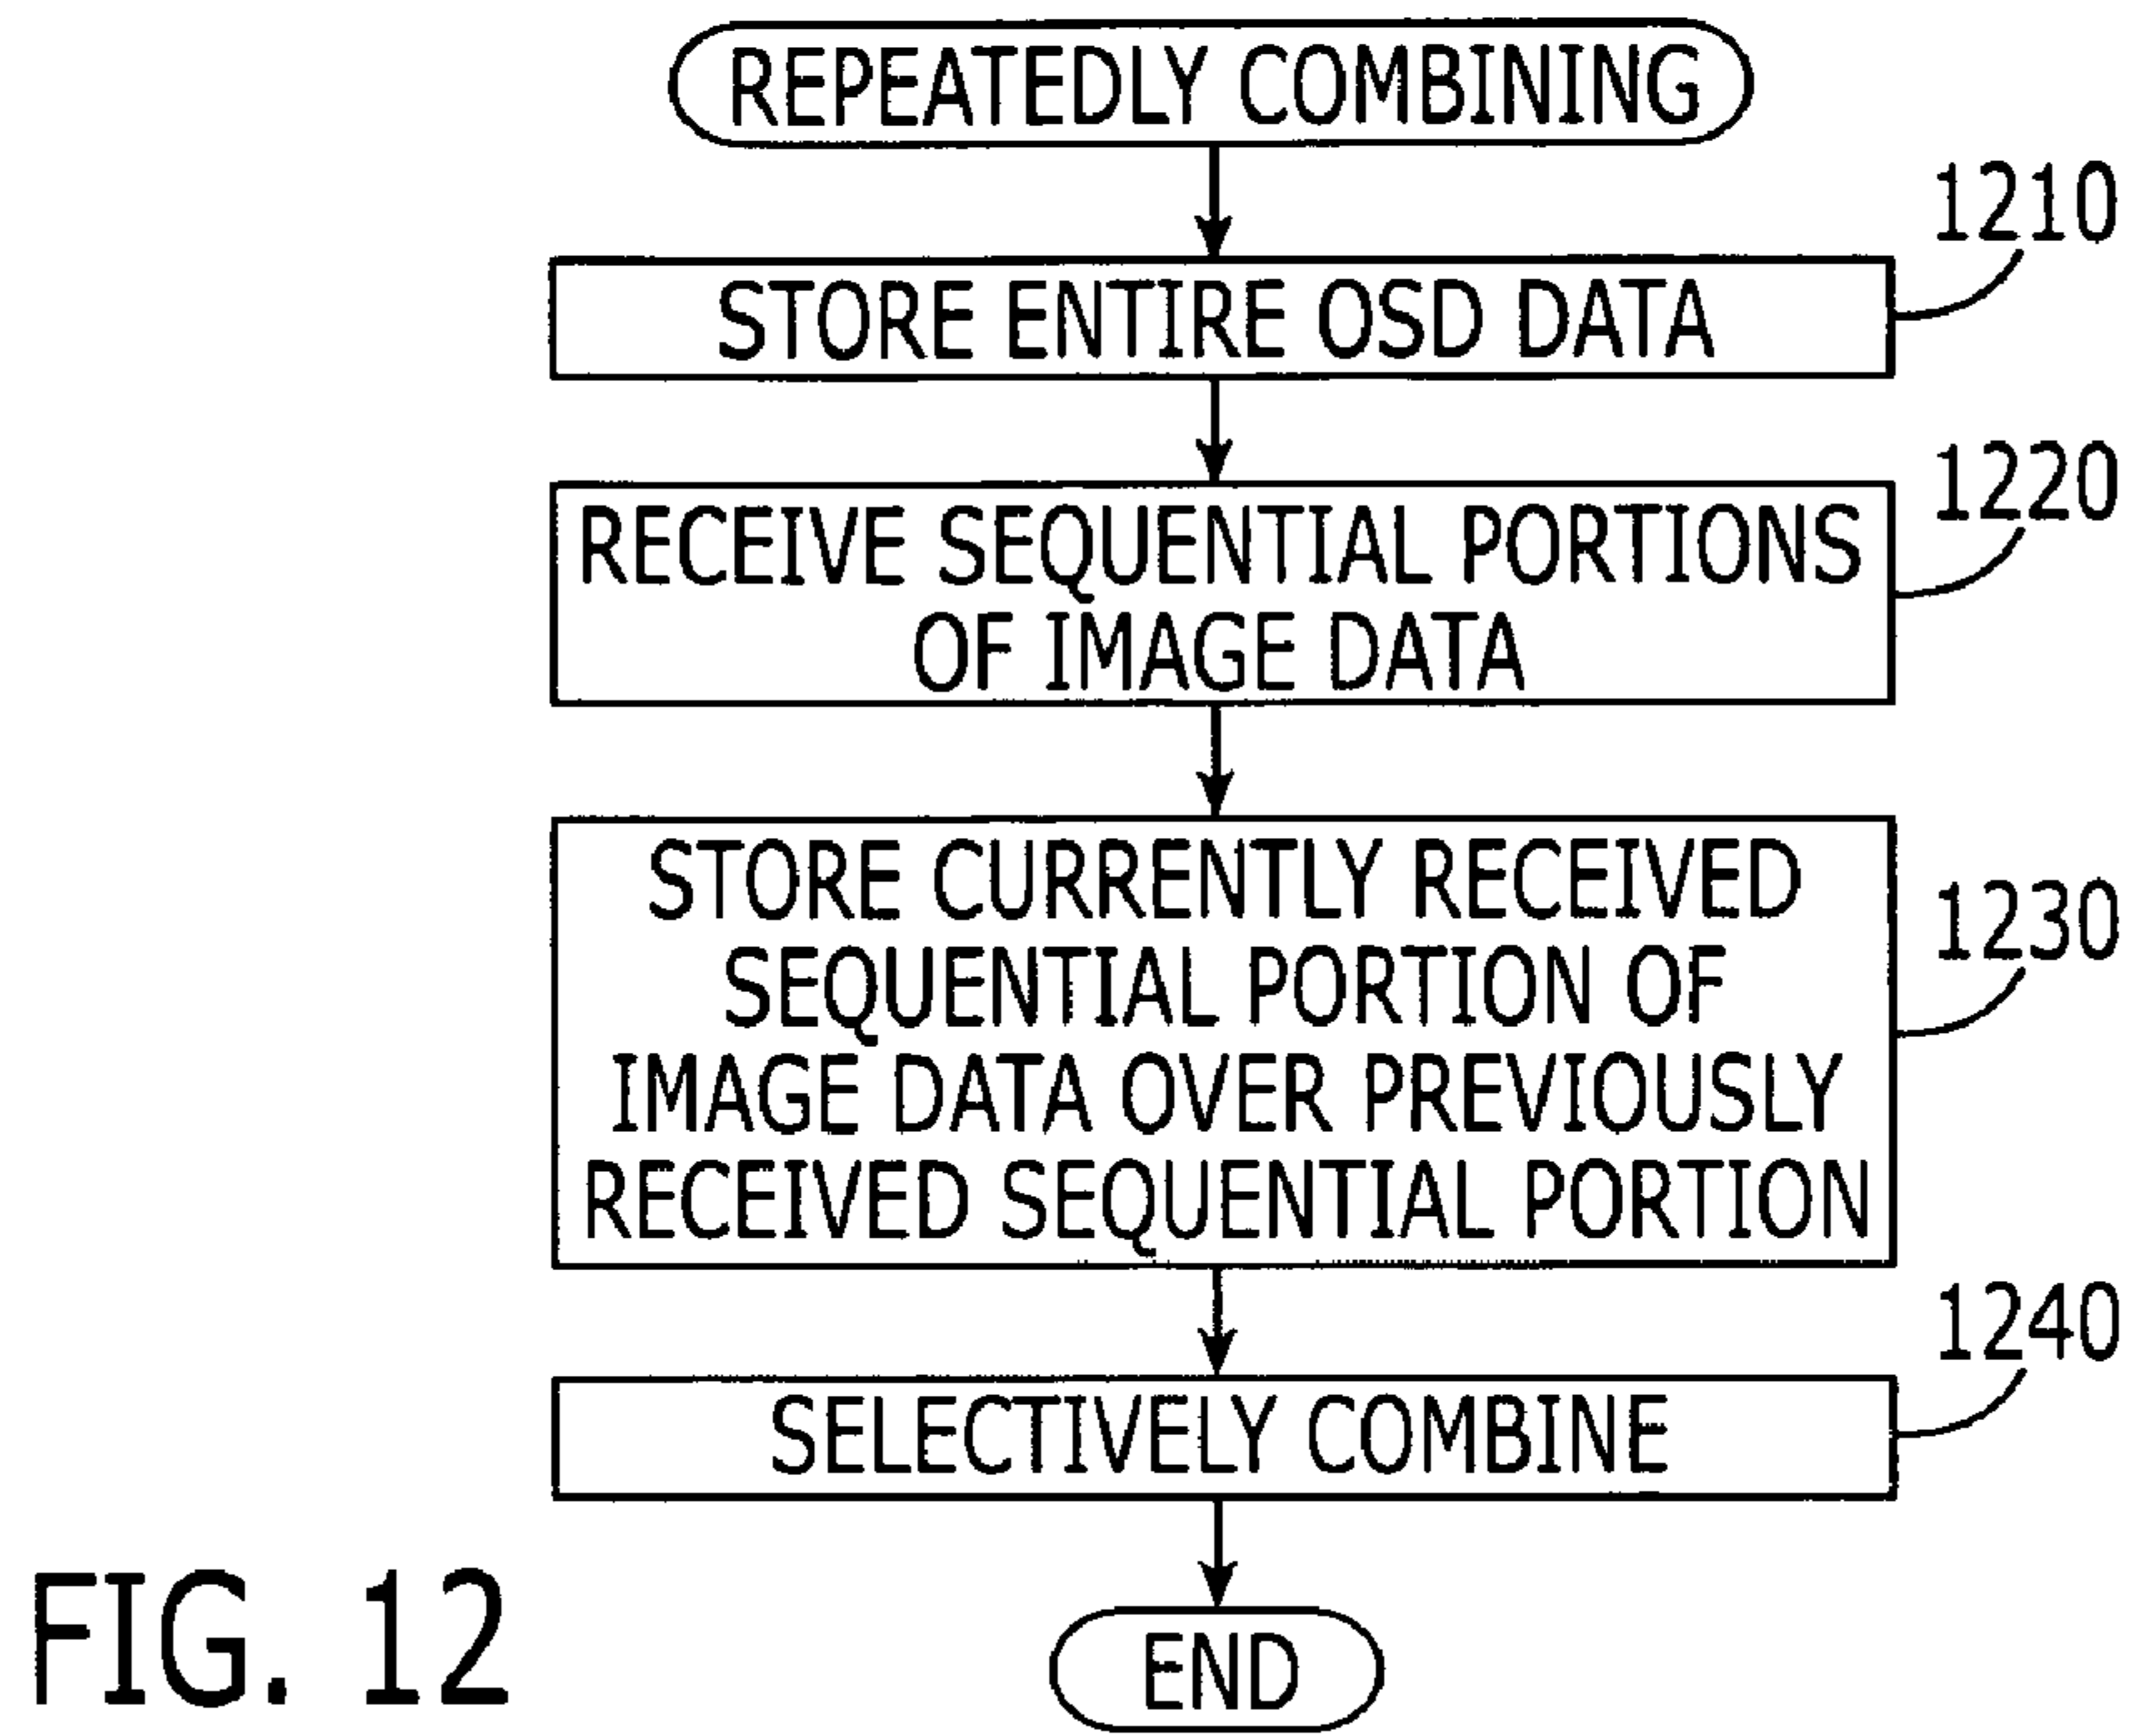 REPEATEDLY COMBINING
1210
STORE ENTIRE OSD DATA
1220
RECEIVE SEQUENTIAL PORTIONS
OF IMAGE DATA
1230
STORE CURRENTLY RECEIVED
SEQUENTIAL PORTION OF
IMAGE DATA OVER PREVIOUSLY
RECEIVED SEQUENTIAL PORTION
1240
SELECTIVELY COMBINE
END
FIG. 12